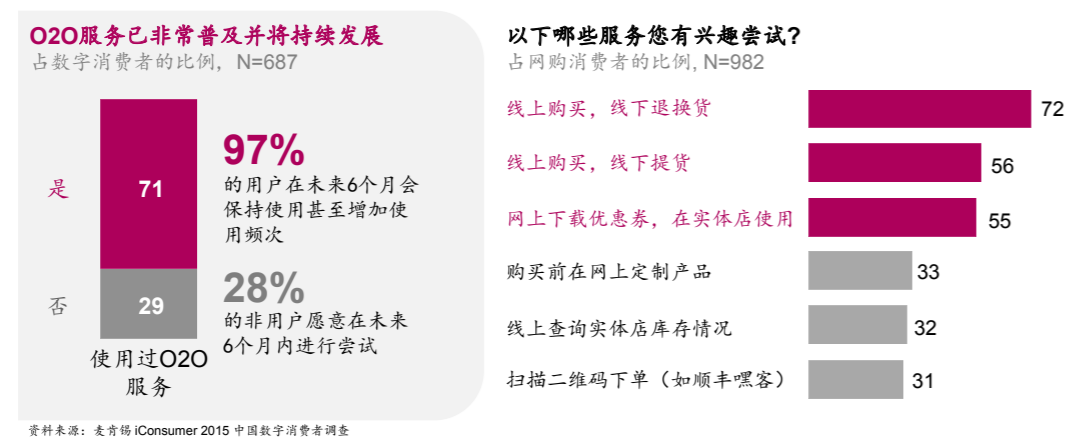 O2O服务已非常普及并将持续发展
占数字消费者的比例，N=687
是
71
97%
的用户在未来6个月会
保持使用甚至增加使
用频次
否
29
28%
的非用户愿意在未来
6个月内进行尝试
使用过O2O
服务
以下哪些服务您有兴趣尝试?
占网购消费者的比例, N=982
线上购买，线下退换货
72
线上购买，线下提货
56
网上下载优惠券，在实体店使用
55
购买前在网上定制产品
33
线上查询实体店库存情况
32
扫描二维码下单（如顺丰嘿客）
31
资料来源：麦肯锡 iConsumer 2015 中国数字消费者调查